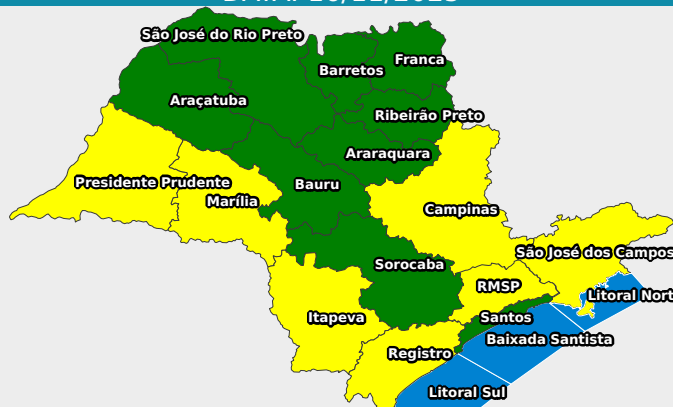 São José do Rio Preto
Franca
Barretos
Araçatuba
Ribeirão Preto
Araraquara
Presidente Prudente
Bauru
Marília
Campinas
São José dos Campos
Sorocaba
RMSP
Litoral Nort
Itapeva
Santos
Baixada Santista
Registro
Litoral Sul